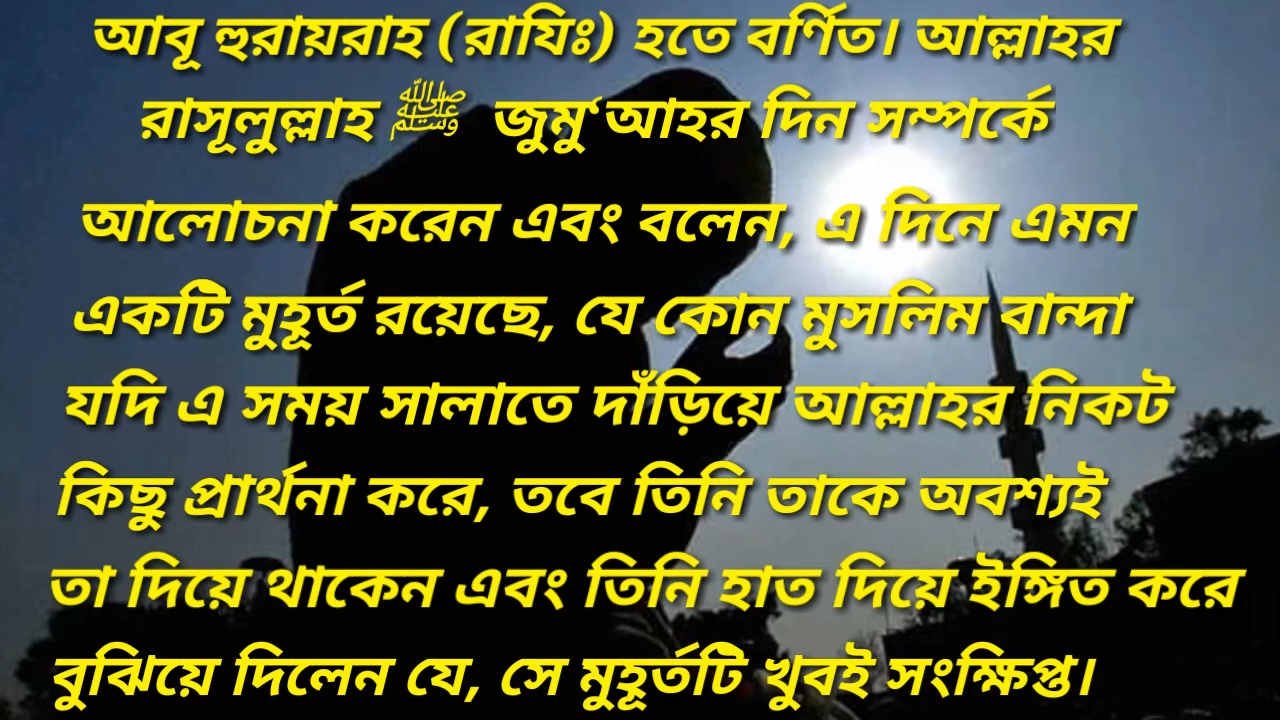 আবূ হুরায়রাহ (রাযিঃ) হতে বর্ণিত। আল্লাহর
রাসূলুল্লাহ ﷺ জুমু‘আহর দিন সম্পর্কে
আলোচনা করেন এবং বলেন, এ দিনে এমন
একটি মুহূর্ত রয়েছে, যে কোন মুসলিম বান্দা
যদি এ সময় সালাতে দাঁড়িয়ে আল্লাহর নিকট
কিছু প্রার্থনা করে, তবে তিনি তাকে অবশ্যই
তা দিয়ে থাকেন এবং তিনি হাত দিয়ে ইঙ্গিত করে
বুঝিয়ে দিলেন যে, সে মুহূর্তটি খুবই সংক্ষিপ্ত।